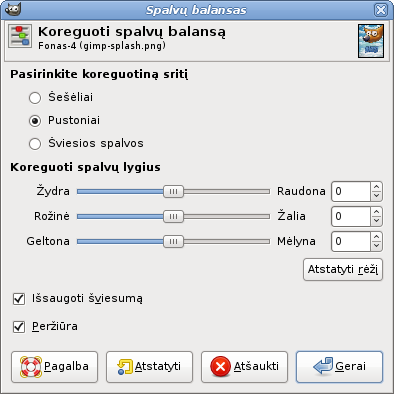 Spalvų balansas
Koreguoti spalvų balansą
Fonas-4 (gimp-splash.png)
Pasirinkite koreguotiną sritį
Šešėliai
Pustoniai
Šviesios spalvos
Koreguoti spalvų lygius
Žydra Raudona 0
Rožinė Žalia 0
Geltona Mėlyna 0
Atstatyti rėžį
Išsaugoti šviesumą
Peržiūra
Pagalba Atstatyti Atšaukti Gerai